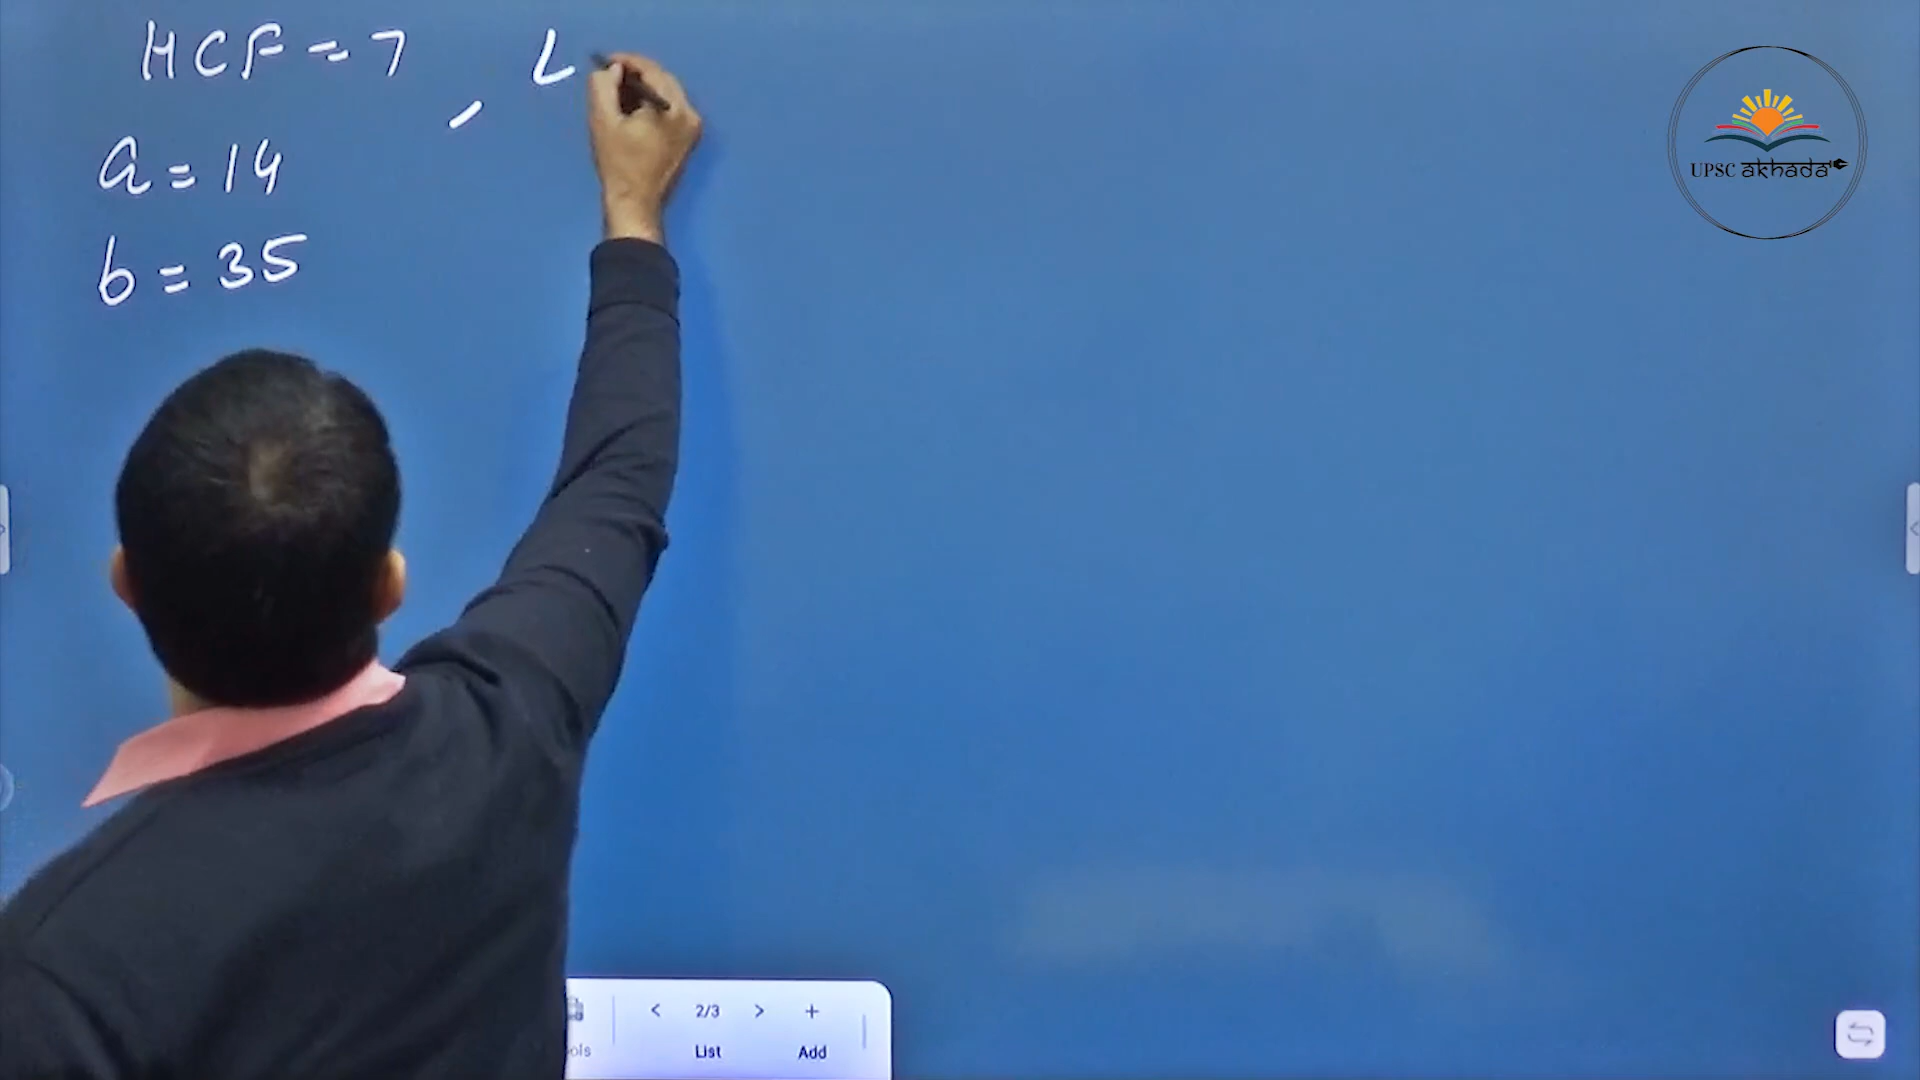 HCF = 7, L
a = 14
b = 35
UPSC akhada
< 2/3 > +
List Add